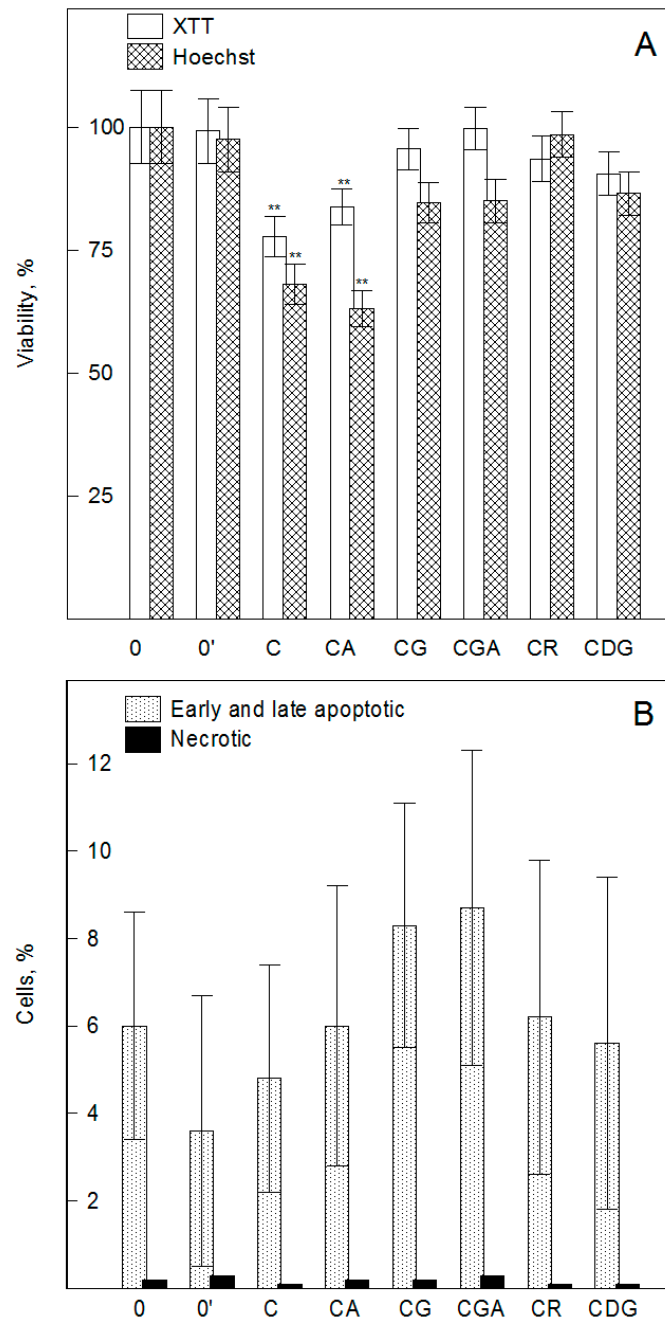 XTT
A
Hoechst
100
**
**
**
**
75
Viability, %
50
25
0 0' C CA CG CGA CR CDG
Early and late apoptotic
B
Necrotic
12
10
8
Cells, %
6
4
2
0 0' C CA CG CGA CR CDG